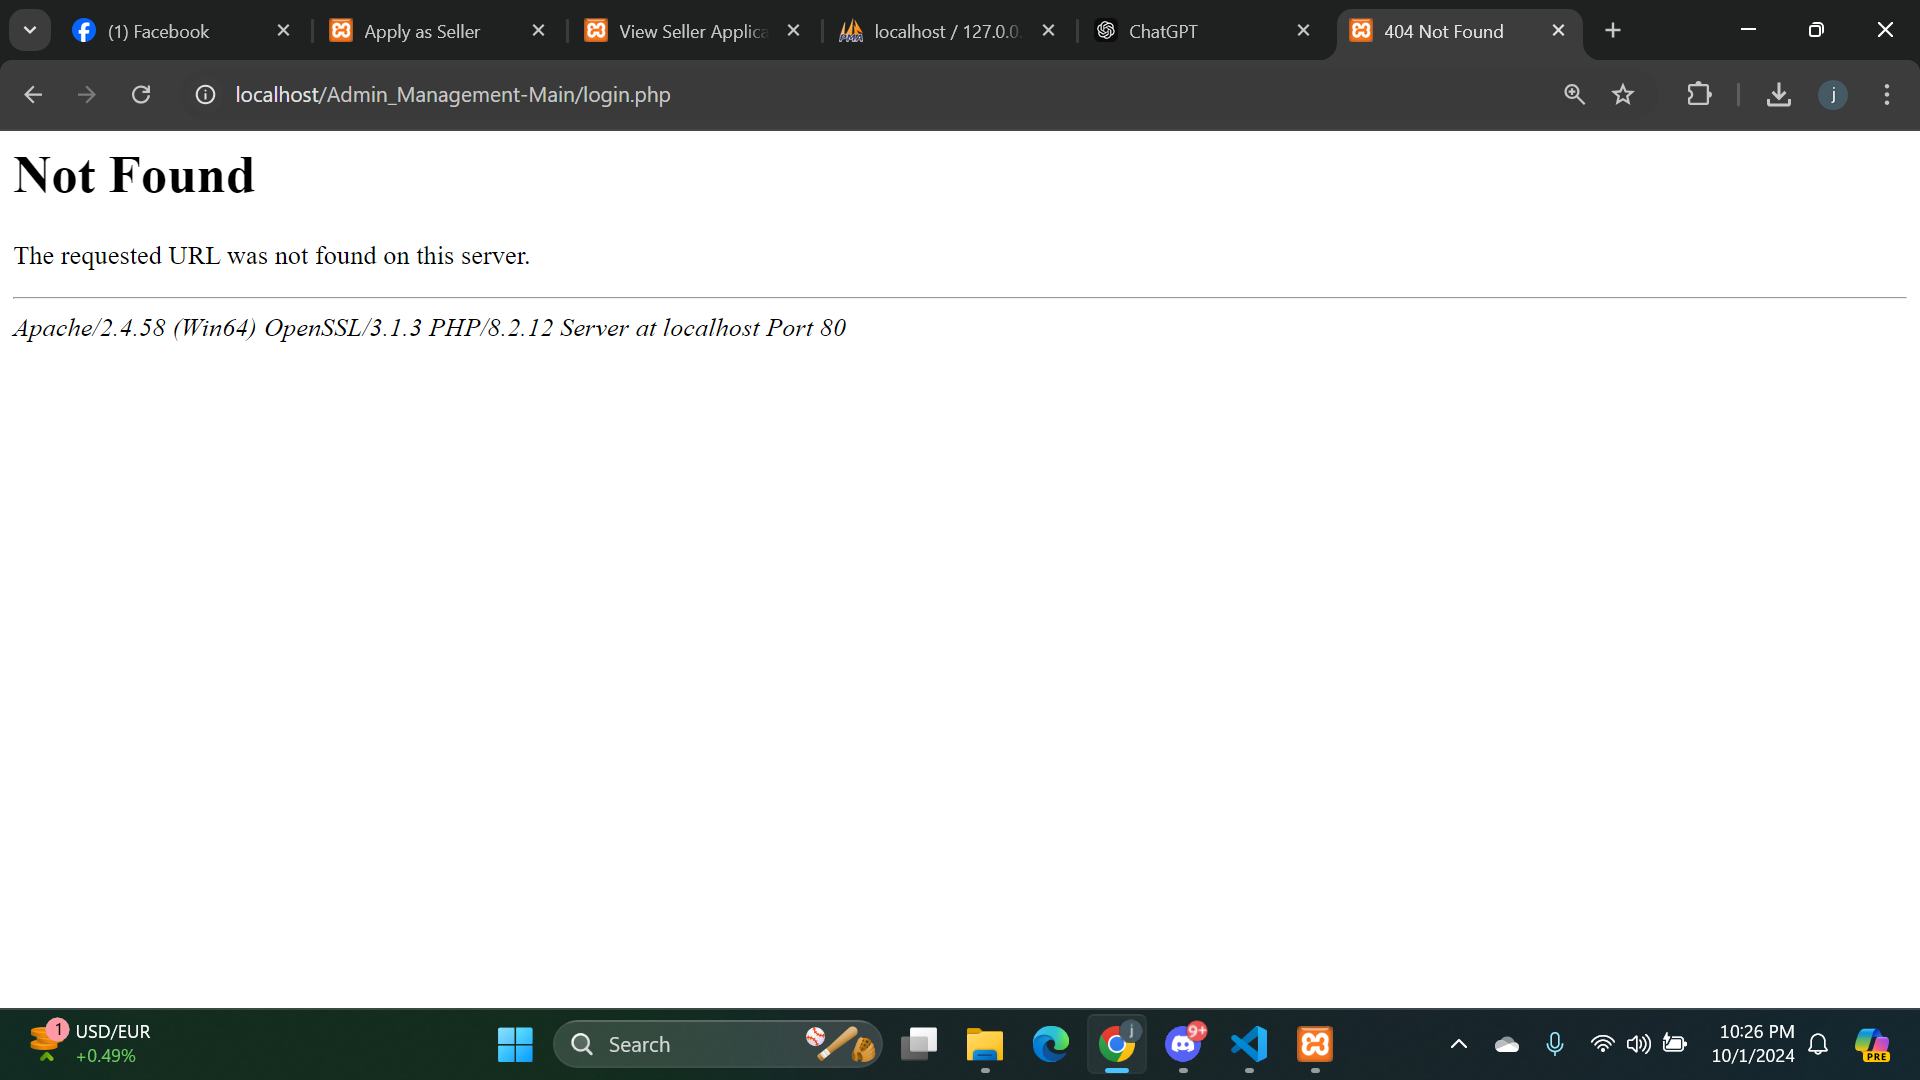 (1) Facebook
Apply as Seller
View Seller Applica
localhost / 127.0.0.
ChatGPT
404 Not Found
localhost/Admin_Management-Main/login.php
j
Not Found
The requested URL was not found on this server.
Apache/2.4.58 (Win64) OpenSSL/3.1.3 PHP/8.2.12 Server at localhost Port 80
1
USD/EUR
+0.49%
Search
j
9+
10:26 PM
10/1/2024
PRE